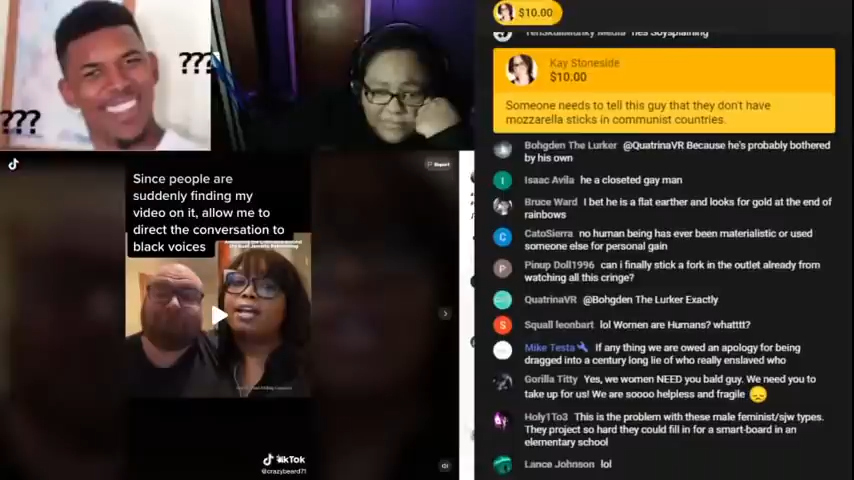 ???
???
Since people are
suddenly finding my
video on it, allow me to
direct the conversation to
black voices
Report
TikTok
@crazybeard71
$10.00
Kay Stoneside
$10.00
Someone needs to tell this guy that they don't have
mozzarella sticks in communist countries.
Bohgden The Lurker @QuatrinaVR Because he's probably bothered
by his own
I
Isaac Avila he a closeted gay man
Bruce Ward I bet he is a flat earther and looks for gold at the end of
rainbows
C
CatoSierra no human being has ever been materialistic or used
someone else for personal gain
P
Pinup Doll1996 can i finally stick a fork in the outlet already from
watching all this cringe?
QuatrinaVR @Bohgden The Lurker Exactly
S
Squall leonbart lol Women are Humans? whatttt?
Mike Testa If any thing we are owed an apology for being
dragged into a century long lie of who really enslaved who
Gorilla Titty Yes, we women NEED you bald guy. We need you to
take up for us! We are soooo helpless and fragile
Holy1To3 This is the problem with these male feminist/sjw types.
They project so hard they could fill in for a smart-board in an
elementary school
Lance Johnson lol